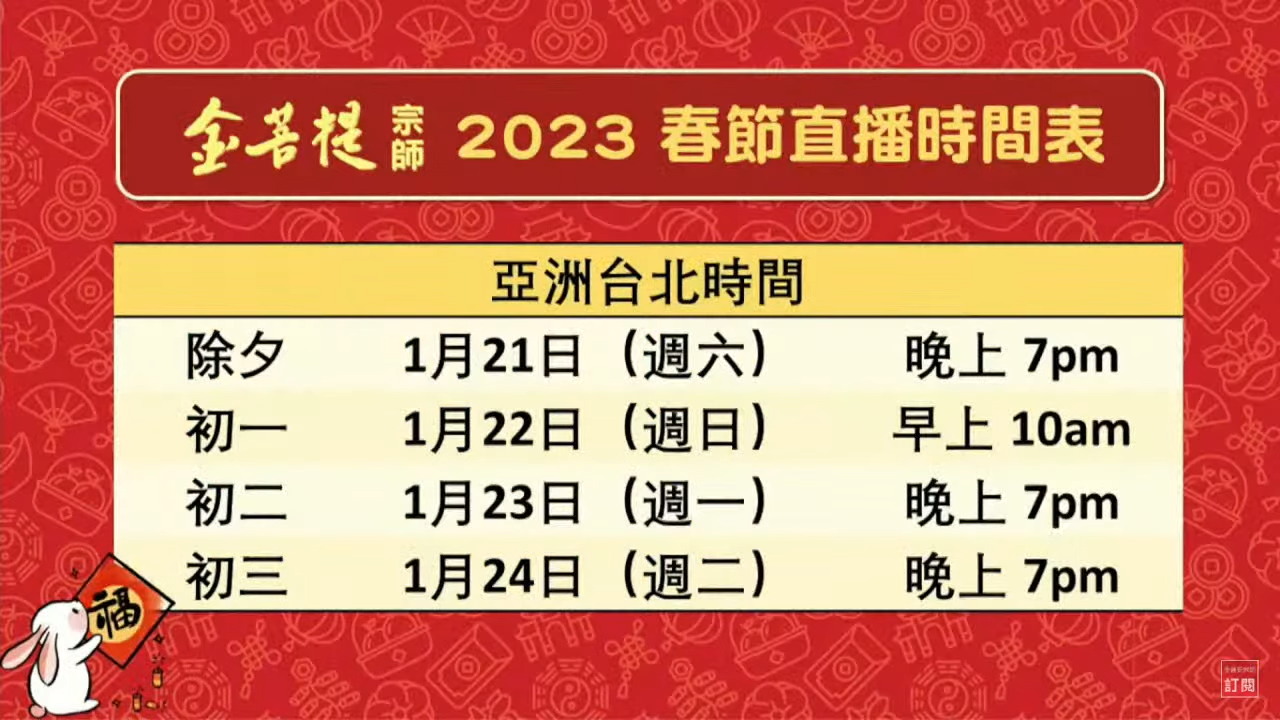 金菩提 宗師 2023 春節直播時間表
亞洲台北時間
除夕 1月21日（週六） 晚上 7pm
初一 1月22日（週日） 早上 10am
初二 1月23日（週一） 晚上 7pm
初三 1月24日（週二） 晚上 7pm
福
訂閱